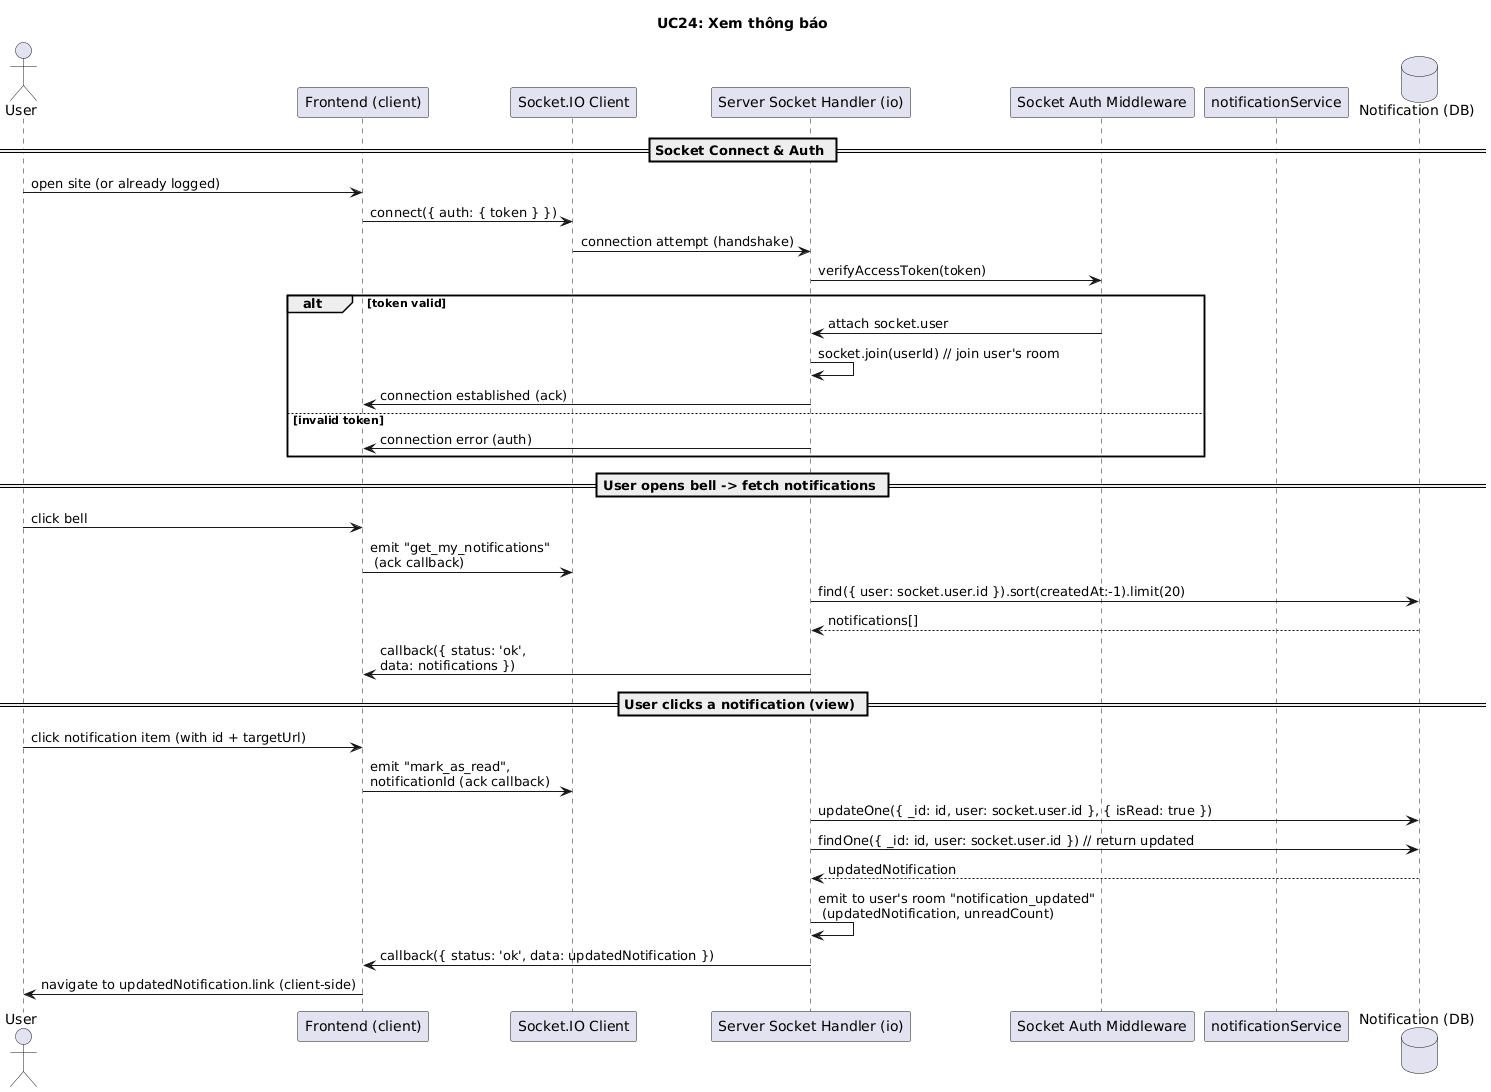 UC24: Xem thông báo
User
Frontend (client)
Socket.IO Client
Server Socket Handler (io)
Socket Auth Middleware
notificationService
Notification (DB)
Socket Connect & Auth
open site (or already logged)
connect({ auth: { token } })
connection attempt (handshake)
verifyAccessToken(token)
alt
[token valid]
attach socket.user
socket.join(userId) // join user's room
connection established (ack)
[invalid token]
connection error (auth)
User opens bell -> fetch notifications
click bell
emit "get_my_notifications"
(ack callback)
find({ user: socket.user.id }).sort(createdAt:-1).limit(20)
notifications[]
callback({ status: 'ok',
data: notifications })
User clicks a notification (view)
click notification item (with id + targetUrl)
emit "mark_as_read",
notificationId (ack callback)
updateOne({ _id: id, user: socket.user.id }, { isRead: true })
findOne({ _id: id, user: socket.user.id }) // return updated
updatedNotification
emit to user's room "notification_updated"
(updatedNotification, unreadCount)
callback({ status: 'ok', data: updatedNotification })
navigate to updatedNotification.link (client-side)
User
Frontend (client)
Socket.IO Client
Server Socket Handler (io)
Socket Auth Middleware
notificationService
Notification (DB)